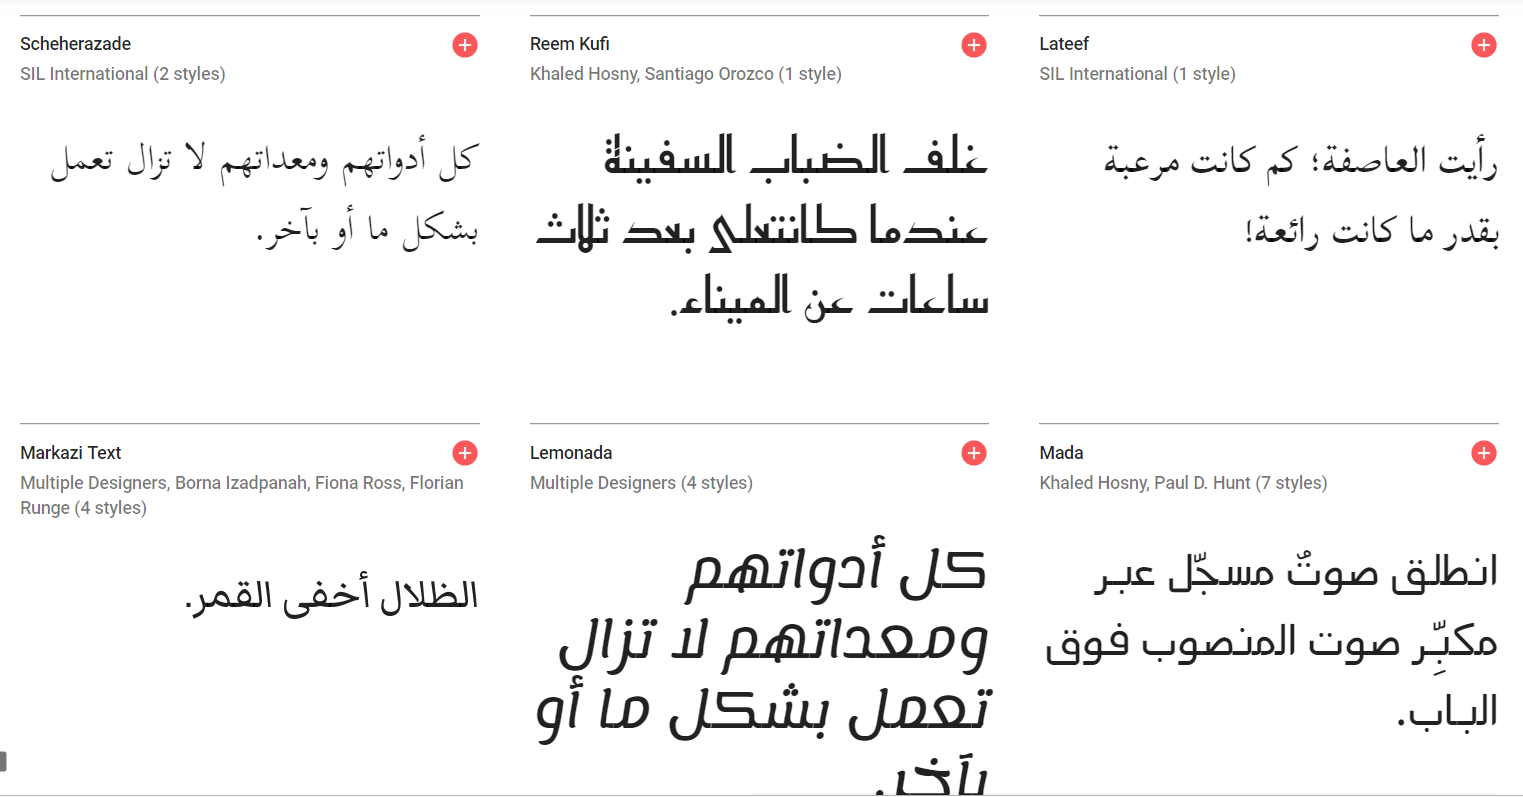 Scheherazade
SIL International (2 styles)
كل أدواتهم ومعداتهم لا تزال تعمل
بشكل ما أو بآخر.
Reem Kufi
Khaled Hosny, Santiago Orozco (1 style)
غلف الضباب السفينة
عندما كانتعلى بعد ثلاث
ساعات عن الميناء.
Lateef
SIL International (1 style)
رأيت العاصفة؛ كم كانت مرعبة
بقدر ما كانت رائعة!
Markazi Text
Multiple Designers, Borna Izadpanah, Fiona Ross, Florian
Runge (4 styles)
الظلال أخفى القمر.
Lemonada
Multiple Designers (4 styles)
كل أدواتهم
ومعداتهم لا تزال
تعمل بشكل ما أو
بآخر.
Mada
Khaled Hosny, Paul D. Hunt (7 styles)
انطلق صوتٌ مسجّل عبر
مكبِّر صوت المنصوب فوق
الباب.